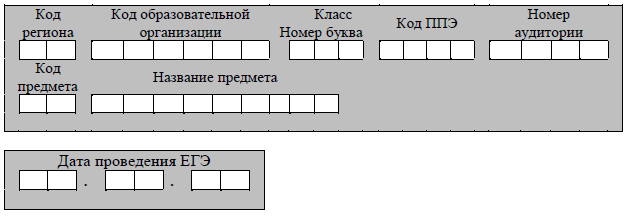 Код региона
Код образовательной организации
Класс
Номер буква
Код ППЭ
Номер аудитории
Код предмета
Название предмета
Дата проведения ЕГЭ
. .